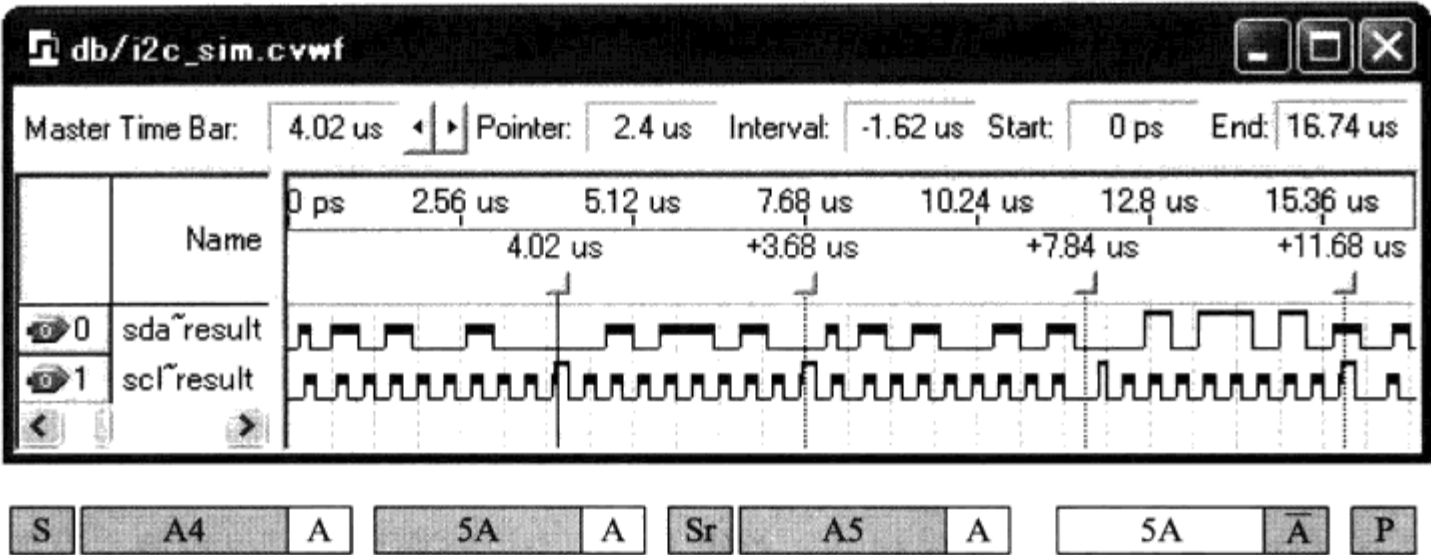 db/i2c_sim.cvwf
Master Time Bar: 4.02 us Pointer: 2.4 us Interval: -1.62 us Start: 0 ps End: 16.74 us
0 ps 2.56 us 5.12 us 7.68 us 10.24 us 12.8 us 15.36 us
Name
4.02 us +3.68 us +7.84 us +11.68 us
0 sda~result
1 scl~result
S A4 A 5A A Sr A5 A 5A A̅ P